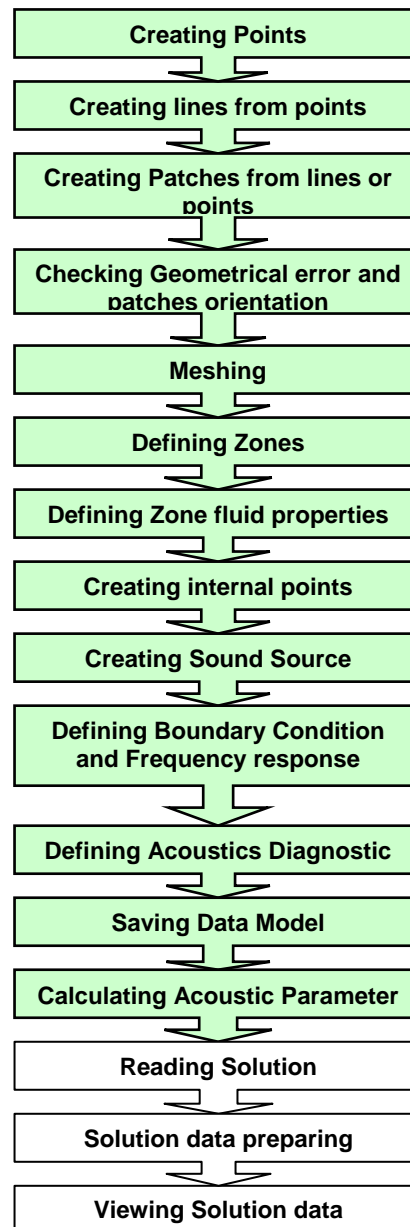 Creating Points
Creating lines from points
Creating Patches from lines or
points
Checking Geometrical error and
patches orientation
Meshing
Defining Zones
Defining Zone fluid properties
Creating internal points
Creating Sound Source
Defining Boundary Condition
and Frequency response
Defining Acoustics Diagnostic
Saving Data Model
Calculating Acoustic Parameter
Reading Solution
Solution data preparing
Viewing Solution data